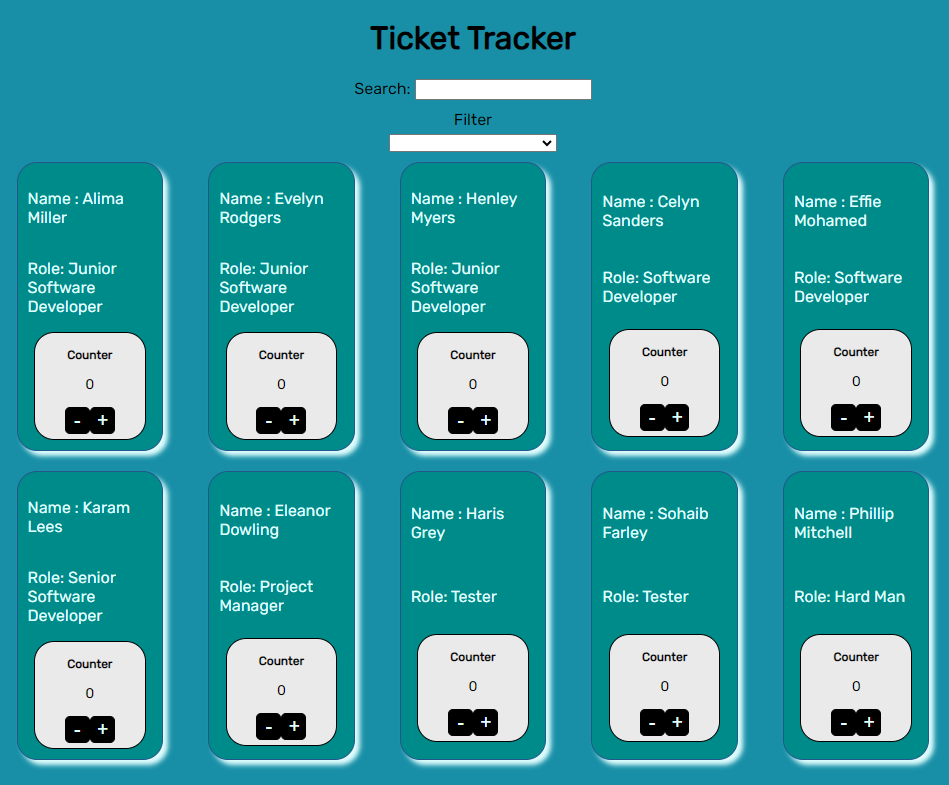 Ticket Tracker
Search:
Filter
Name : Alima
Miller
Role: Junior
Software
Developer
Counter
0
- +
Name : Evelyn
Rodgers
Role: Junior
Software
Developer
Counter
0
- +
Name : Henley
Myers
Role: Junior
Software
Developer
Counter
0
- +
Name : Celyn
Sanders
Role: Software
Developer
Counter
0
- +
Name : Effie
Mohamed
Role: Software
Developer
Counter
0
- +
Name : Karam
Lees
Role: Senior
Software
Developer
Counter
0
- +
Name : Eleanor
Dowling
Role: Project
Manager
Counter
0
- +
Name : Haris
Grey
Role: Tester
Counter
0
- +
Name : Sohaib
Farley
Role: Tester
Counter
0
- +
Name : Phillip
Mitchell
Role: Hard Man
Counter
0
- +